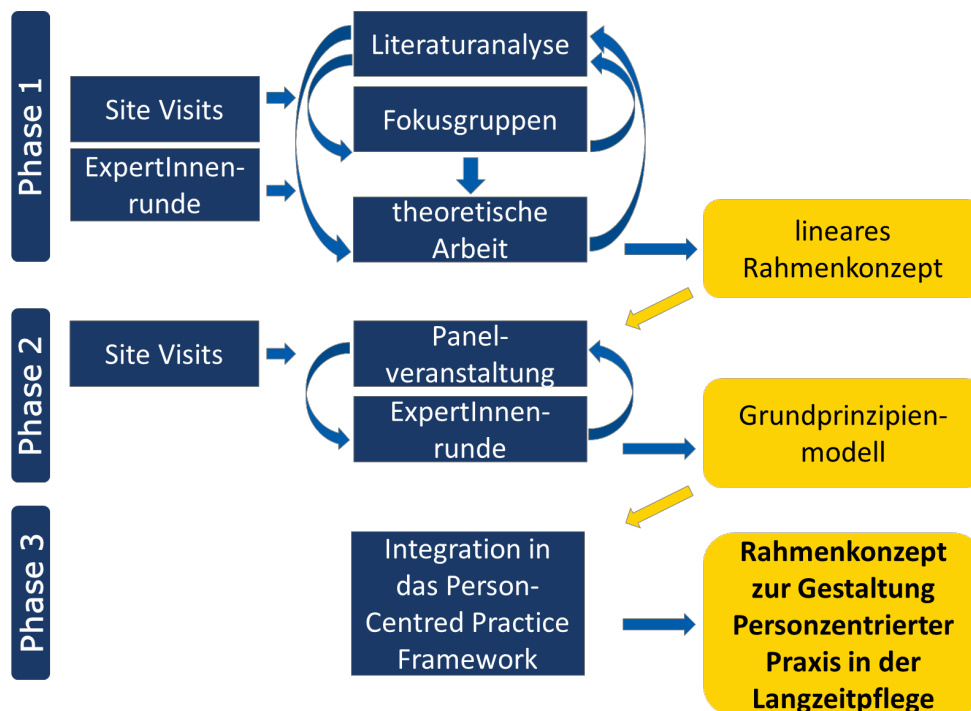 Phase 1
Literaturanalyse
Site Visits
Fokusgruppen
ExpertInnen-
runde
theoretische
Arbeit
lineares
Rahmenkonzept
Phase 2
Site Visits
Panel-
veranstaltung
ExpertInnen-
runde
Grundprinzipien-
modell
Phase 3
Integration in
das Person-
Centred Practice
Framework
Rahmenkonzept
zur Gestaltung
Personzentrierter
Praxis in der
Langzeitpflege